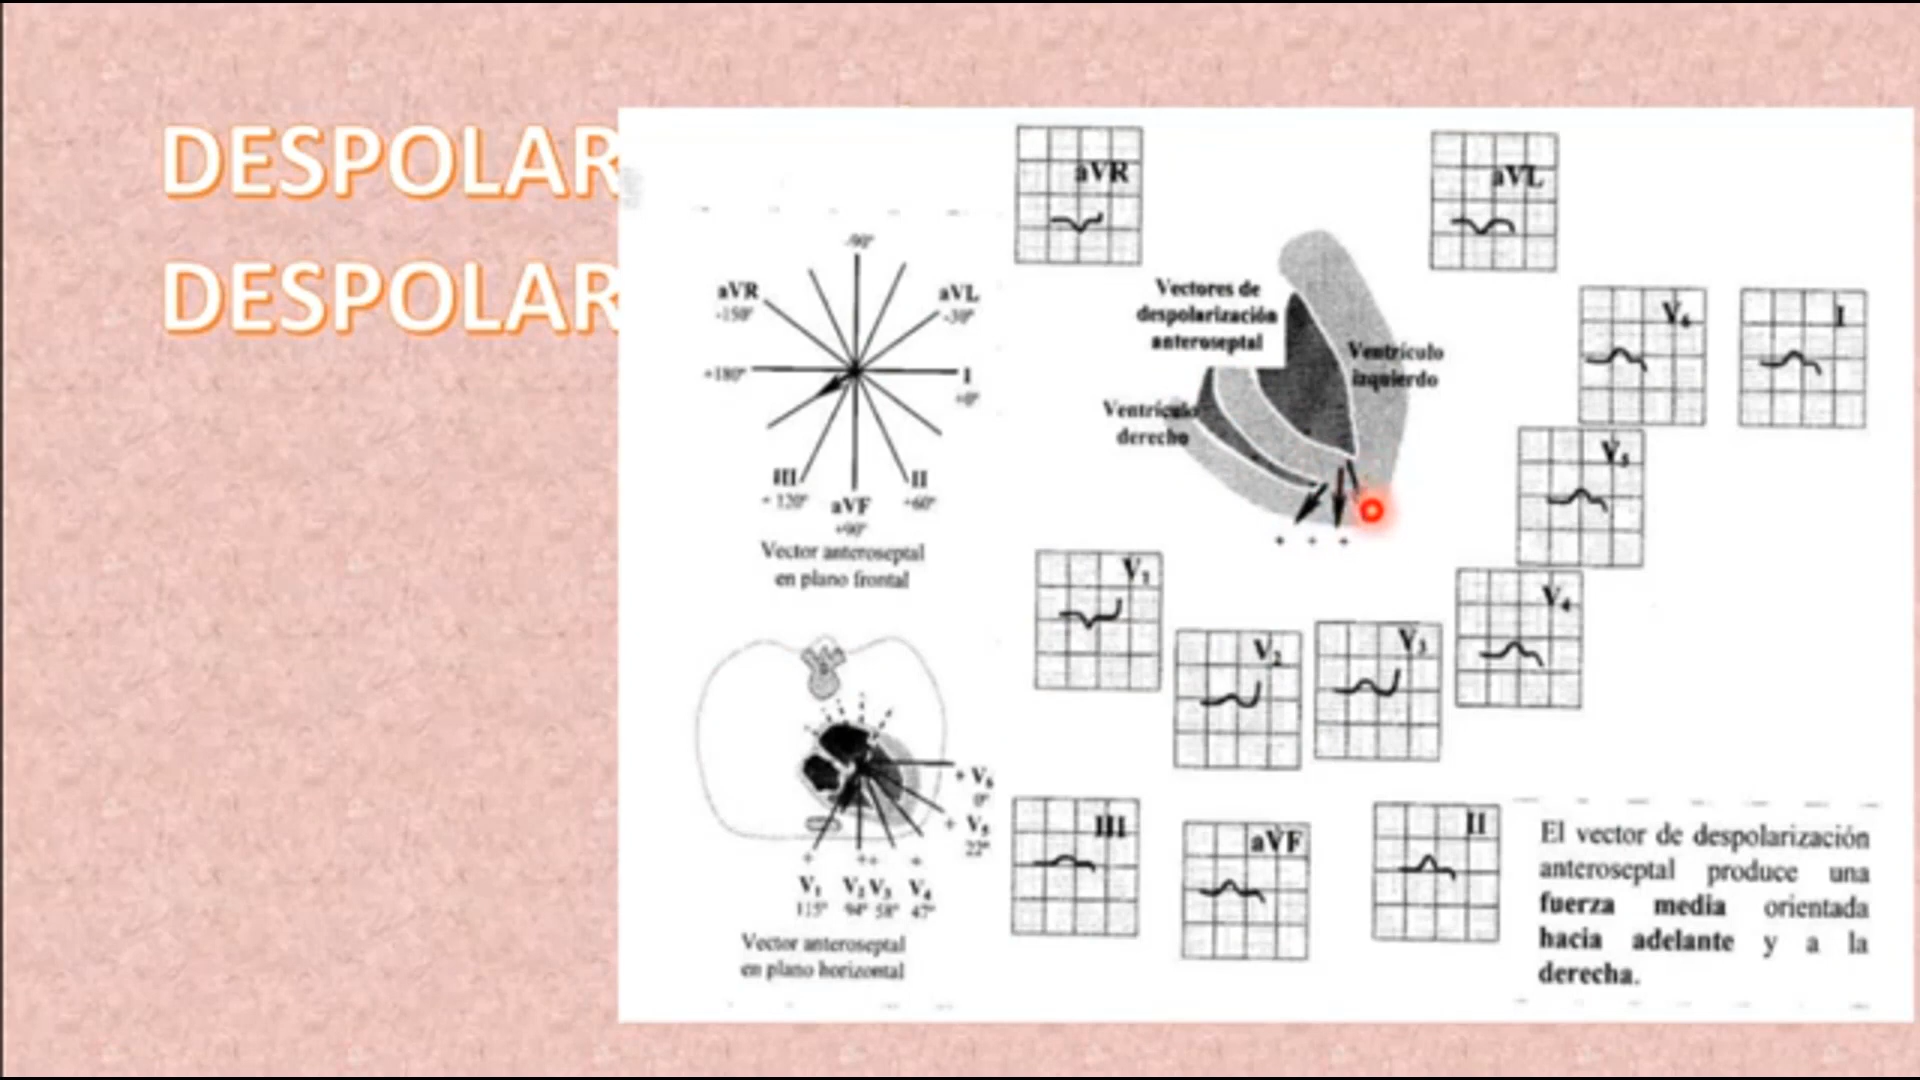 DESPOLAR
DESPOLAR
-90°
aVR
-150°
aVL
-30°
+180°
I
+0°
III
+ 120°
aVF
+90°
II
+60°
Vector anteroseptal
en plano frontal
+ V₆
0°
+ V₅
22°
+ ++ +
V₁ V₂ V₃ V₄
115° 94° 58° 47°
Vector anteroseptal
en plano horizontal
aVR
aVL
Vectores de
despolarización
anteroseptal
Ventrículo
izquierdo
Ventrículo
derecho
+ + +
V₆
I
V₅
V₄
V₁
V₂
V₃
III
aVF
II
El vector de despolarización
anteroseptal produce una
fuerza media orientada
hacia adelante y a la
derecha.